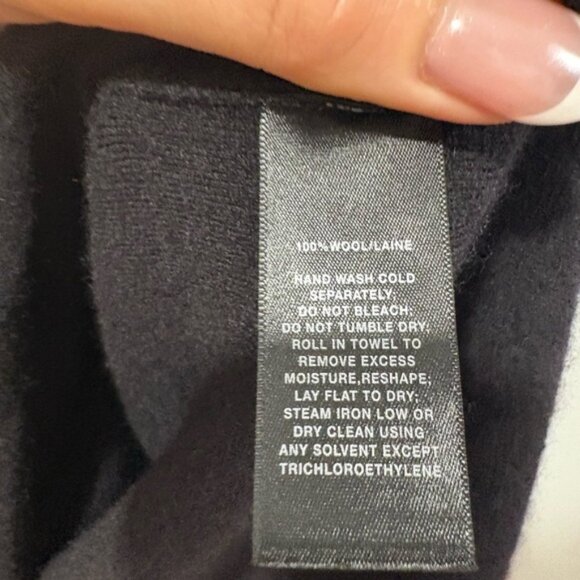 100%WOOL/LAINE
HAND WASH COLD
SEPARATELY;
DO NOT BLEACH;
DO NOT TUMBLE DRY;
ROLL IN TOWEL TO
REMOVE EXCESS
MOISTURE,RESHAPE;
LAY FLAT TO DRY;
STEAM IRON LOW OR
DRY CLEAN USING
ANY SOLVENT EXCEPT
TRICHLOROETHYLENE